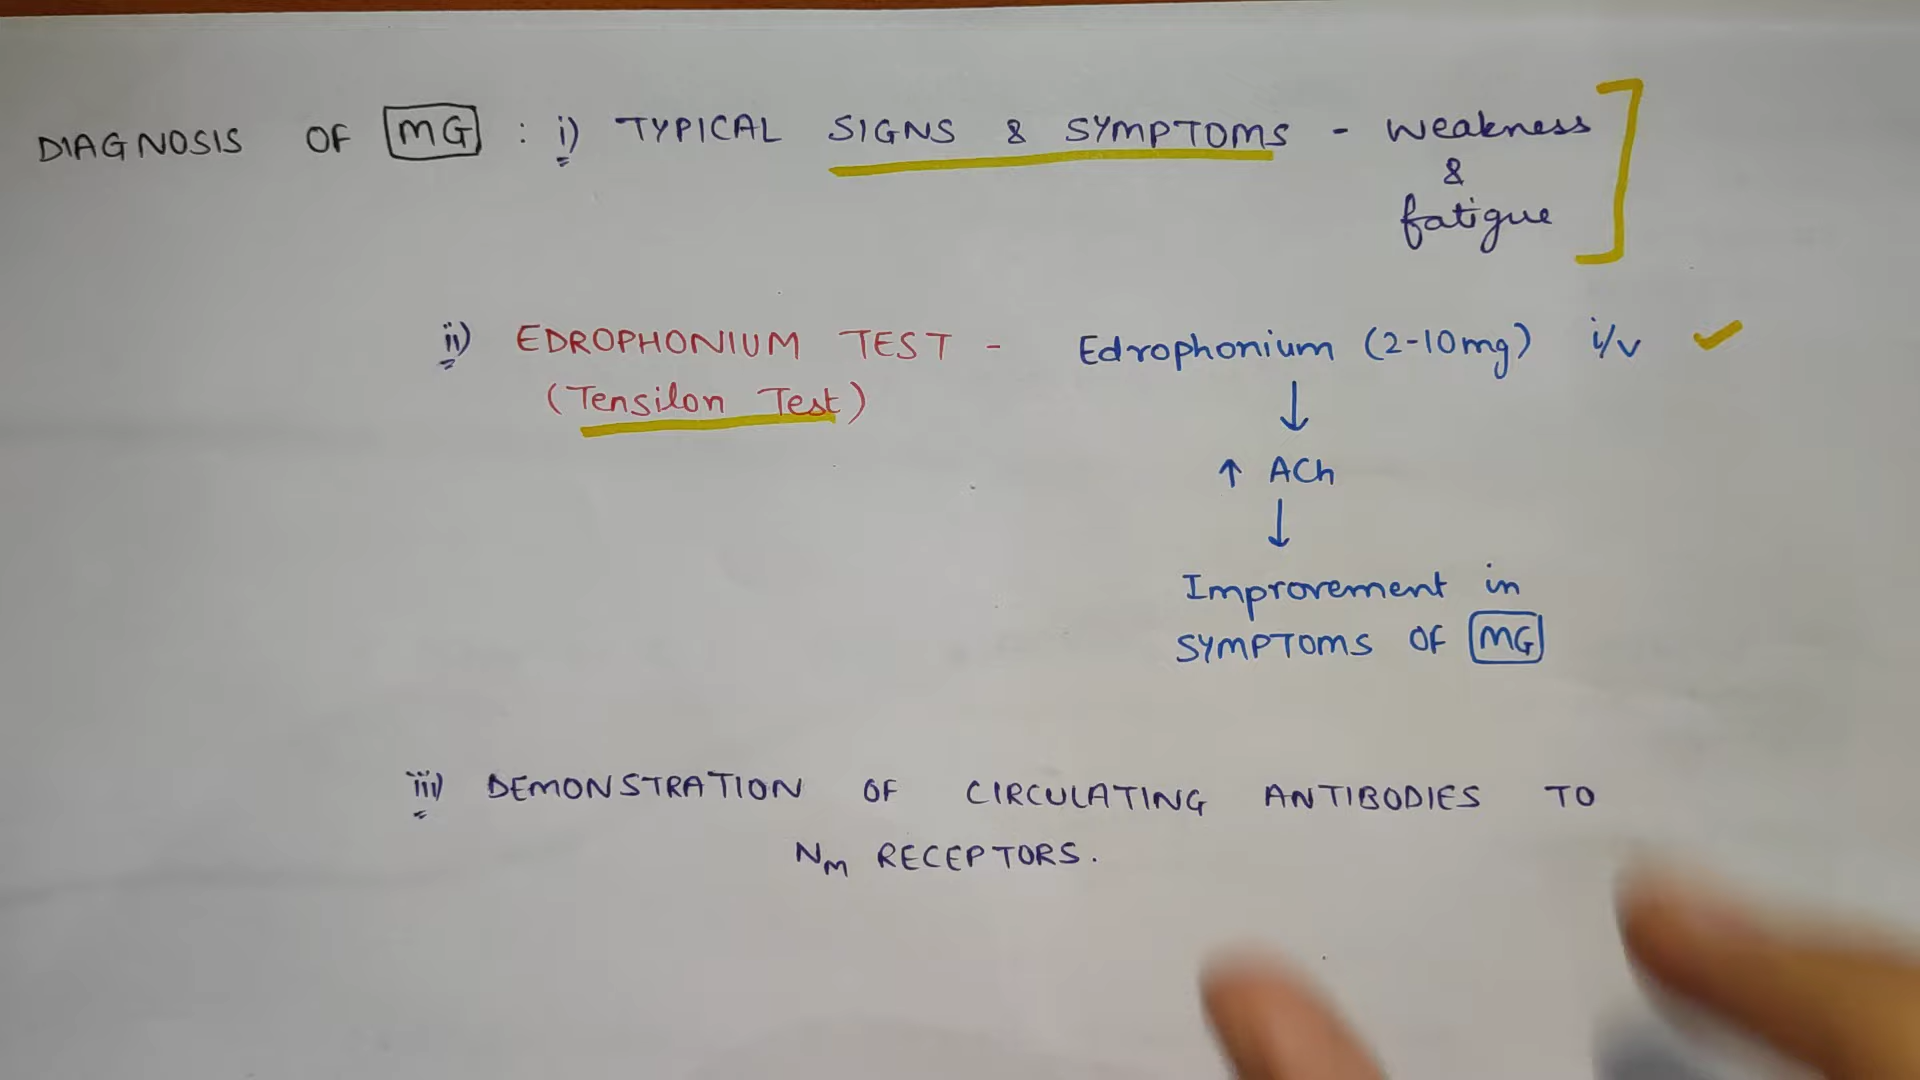 DIAGNOSIS OF MG : i) TYPICAL SIGNS & SYMPTOMS - weakness
&
fatigue
ii) EDROPHONIUM TEST - Edrophonium (2-10mg) i/v
(Tensilon Test)
↓
↑ ACh
↓
Improvement in
SYMPTOMS OF MG
iii) DEMONSTRATION OF CIRCULATING ANTIBODIES TO
NM RECEPTORS.